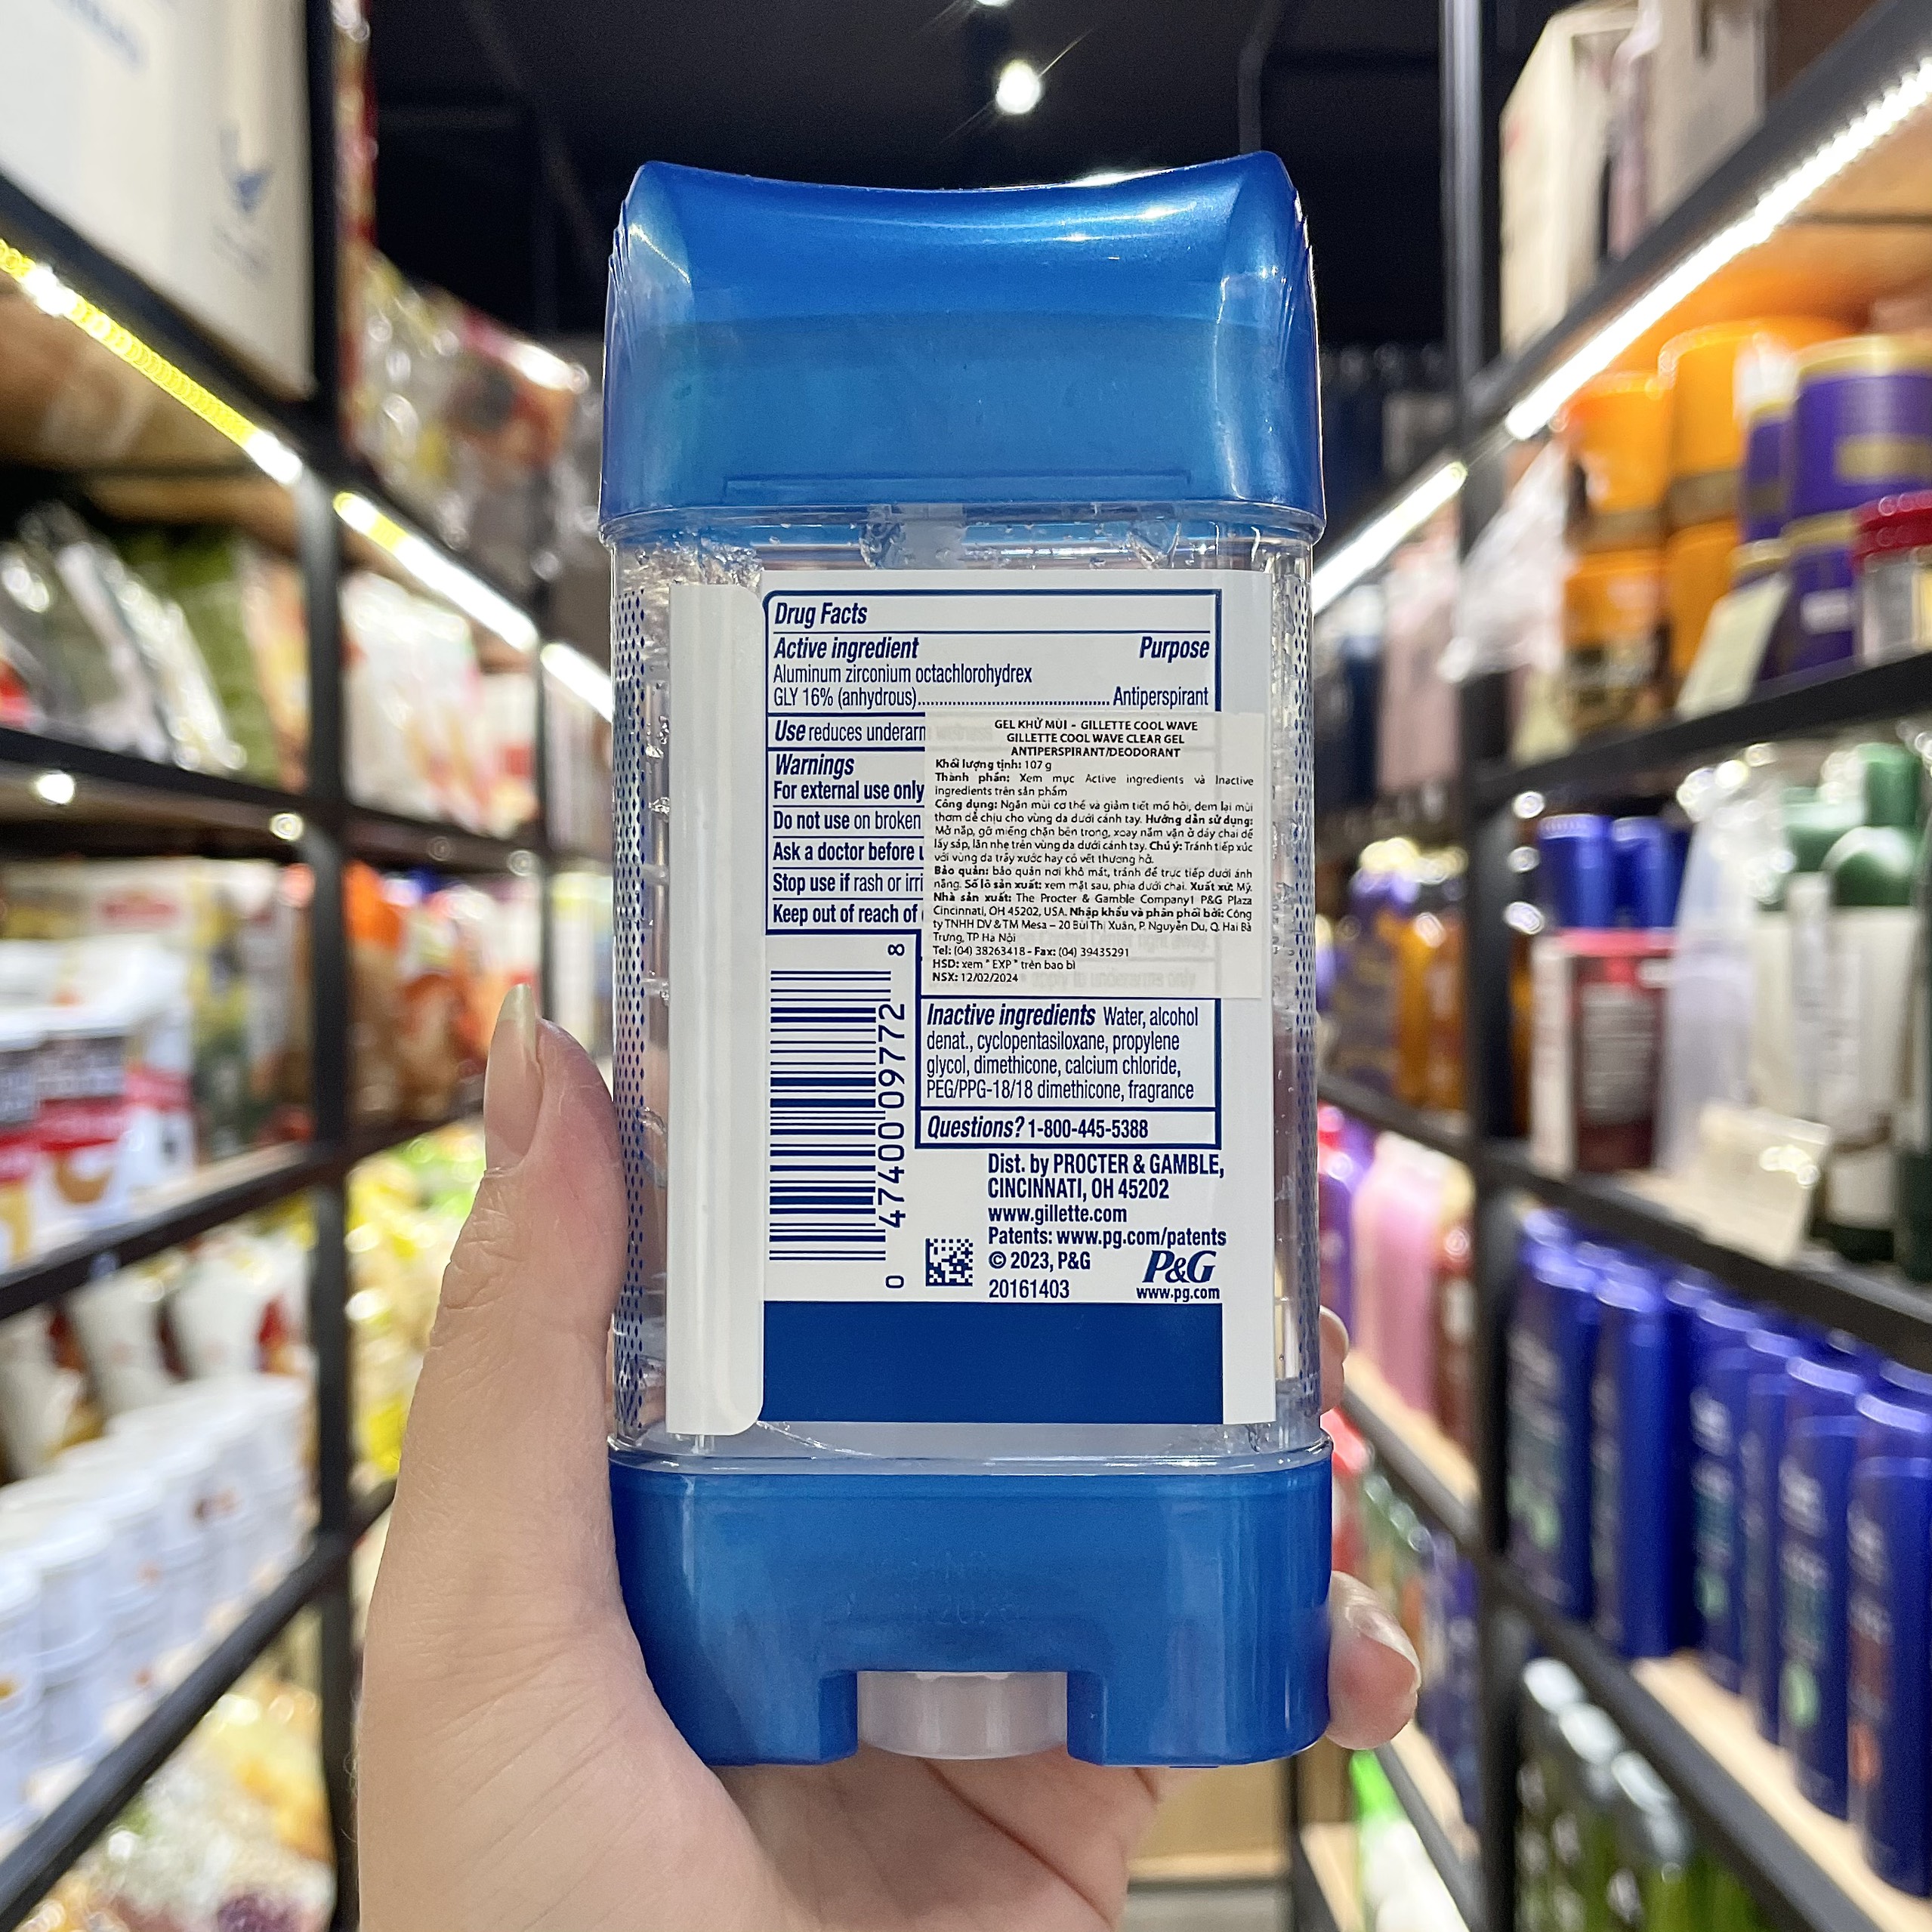 Drug Facts
Active ingredient Purpose
Aluminum zirconium octachlorohydrex
GLY 16% (anhydrous)........................................ Antiperspirant
Use reduces underarm
Warnings
For external use only
Do not use on broken
Ask a doctor before
Stop use if rash or
Keep out of reach of
GEL KHỬ MÙI - GILLETTE COOL WAVE
GILLETTE COOL WAVE CLEAR GEL
ANTIPERSPIRANT/DEODORANT
Khối lượng tịnh: 107 g
Thành phần: Xem mục Active ingredients và Inactive
ingredients trên sản phẩm
Công dụng: Ngăn mùi cơ thể và giảm tiết mồ hôi, đem lại mùi
thơm dễ chịu cho vùng da dưới cánh tay. Hướng dẫn sử dụng:
Mở nắp, gỡ miếng chặn bên trong, xoay núm vặn ở đáy chai để
lấy sáp, lăn nhẹ trên vùng da dưới cánh tay. Chú ý: Tránh tiếp xúc
với vùng da trầy xước hay có vết thương hở.
Bảo quản: bảo quản nơi khô mát, tránh để trực tiếp dưới ánh
nắng. Số lô sản xuất: xem mặt sau, phía dưới chai. Xuất xứ: Mỹ.
Nhà sản xuất: The Procter & Gamble Company1 P&G Plaza
Cincinnati, OH 45202, USA. Nhập khẩu và phân phối bởi: Công
ty TNHH DV & TM Mesa – 20 Bùi Thị Xuân, P. Nguyễn Du, Q. Hai Bà
Trưng, TP Hà Nội
Tel: (04) 38263418 - Fax: (04) 39435291
HSD: xem " EXP " trên bao bì
NSX: 12/02/2024
Inactive ingredients Water, alcohol
denat., cyclopentasiloxane, propylene
glycol, dimethicone, calcium chloride,
PEG/PPG-18/18 dimethicone, fragrance
Questions? 1-800-445-5388
0 47400 09772 8
Dist. by PROCTER & GAMBLE,
CINCINNATI, OH 45202
www.gillette.com
Patents: www.pg.com/patents
© 2023, P&G
20161403
P&G
www.pg.com